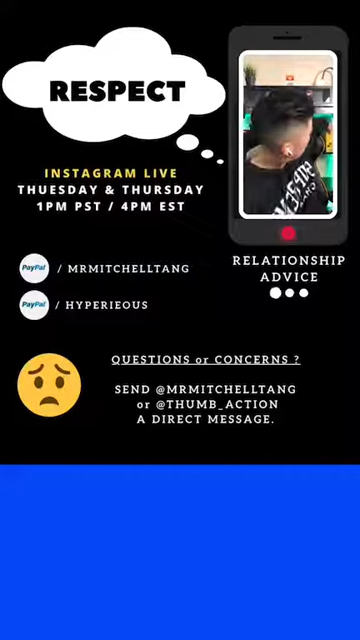 RESPECT
INSTAGRAM LIVE
THUESDAY & THURSDAY
1PM PST / 4PM EST
RELATIONSHIP
ADVICE
PayPal / MRMITCHELLTANG
PayPal / HYPERIEOUS
QUESTIONS or CONCERNS ?
SEND @MRMITCHELLTANG
or @THUMB_ACTION
A DIRECT MESSAGE.